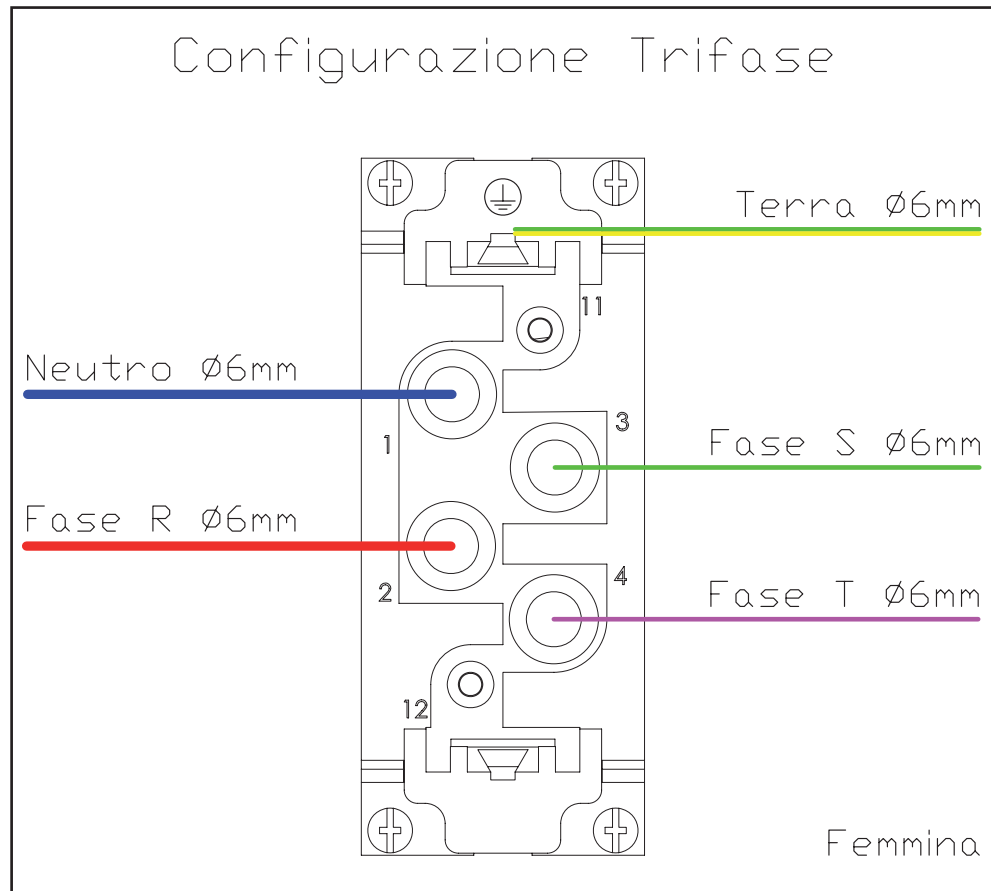 Configurazione Trifase
Terra Ø6mm
11
Neutro Ø6mm
3
1
Fase S Ø6mm
Fase R Ø6mm
4
2
Fase T Ø6mm
12
Femmina